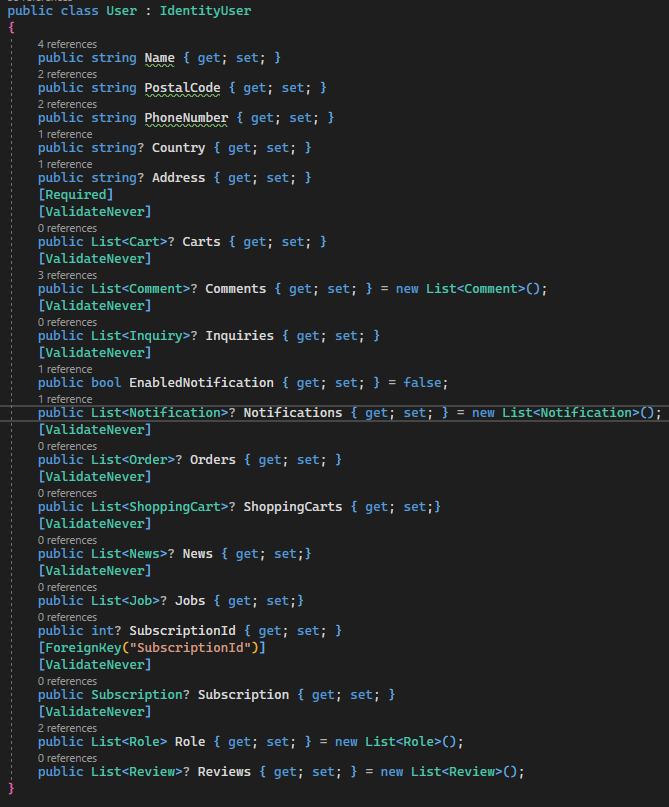 public class User : IdentityUser
{
4 references
public string Name { get; set; }
2 references
public string PostalCode { get; set; }
2 references
public string PhoneNumber { get; set; }
1 reference
public string? Country { get; set; }
1 reference
public string? Address { get; set; }
[Required]
[ValidateNever]
0 references
public List<Cart>? Carts { get; set; }
[ValidateNever]
3 references
public List<Comment>? Comments { get; set; } = new List<Comment>();
[ValidateNever]
0 references
public List<Inquiry>? Inquiries { get; set; }
[ValidateNever]
1 reference
public bool EnabledNotification { get; set; } = false;
1 reference
public List<Notification>? Notifications { get; set; } = new List<Notification>();
[ValidateNever]
0 references
public List<Order>? Orders { get; set; }
[ValidateNever]
0 references
public List<ShoppingCart>? ShoppingCarts { get; set;}
[ValidateNever]
0 references
public List<News>? News { get; set;}
[ValidateNever]
0 references
public List<Job>? Jobs { get; set;}
0 references
public int? SubscriptionId { get; set; }
[ForeignKey("SubscriptionId")]
[ValidateNever]
0 references
public Subscription? Subscription { get; set; }
[ValidateNever]
2 references
public List<Role> Role { get; set; } = new List<Role>();
0 references
public List<Review>? Reviews { get; set; } = new List<Review>();
}